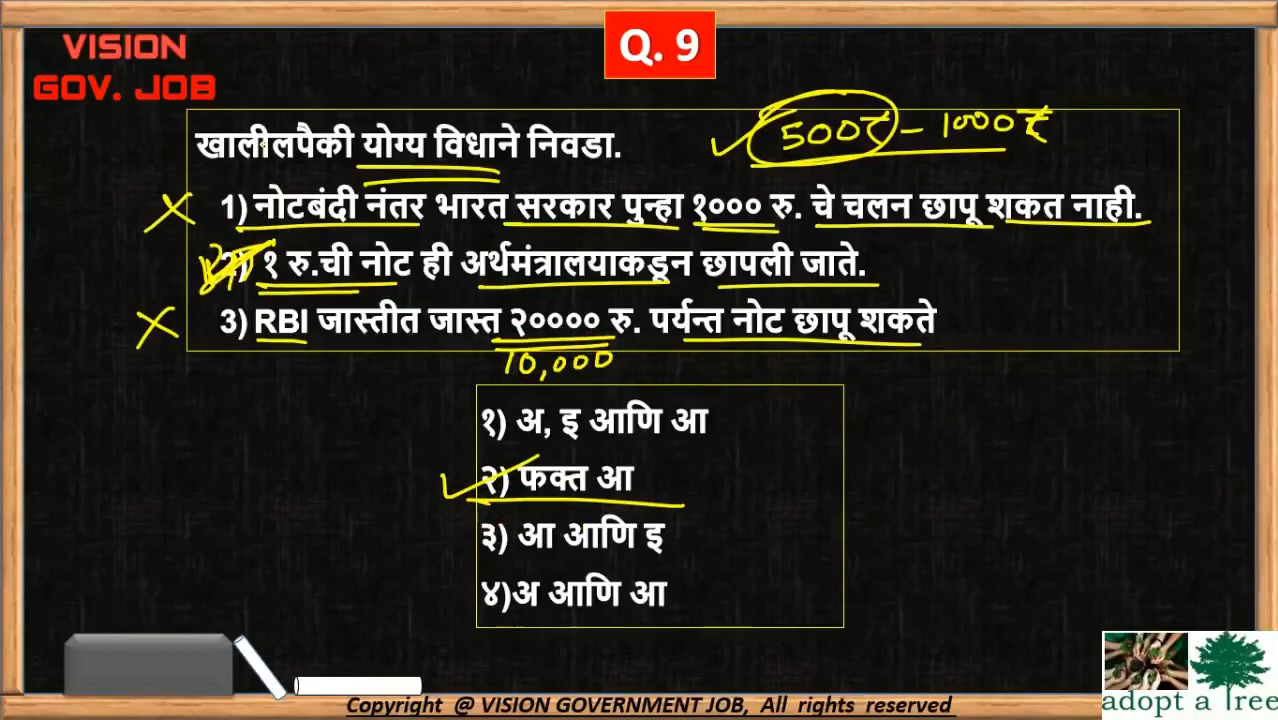 VISION
GOV. JOB
Q. 9
500₹ - 1000₹
खालीलपैकी योग्य विधाने निवडा.
1) नोटबंदी नंतर भारत सरकार पुन्हा १००० रु. चे चलन छापू शकत नाही.
2) १ रु.ची नोट ही अर्थमंत्रालयाकडून छापली जाते.
3) RBI जास्तीत जास्त २०००० रु. पर्यन्त नोट छापू शकते
10,000
१) अ, इ आणि आ
२) फक्त आ
३) आ आणि इ
४)अ आणि आ
adopt a Tree
Copyright @ VISION GOVERNMENT JOB, All rights reserved